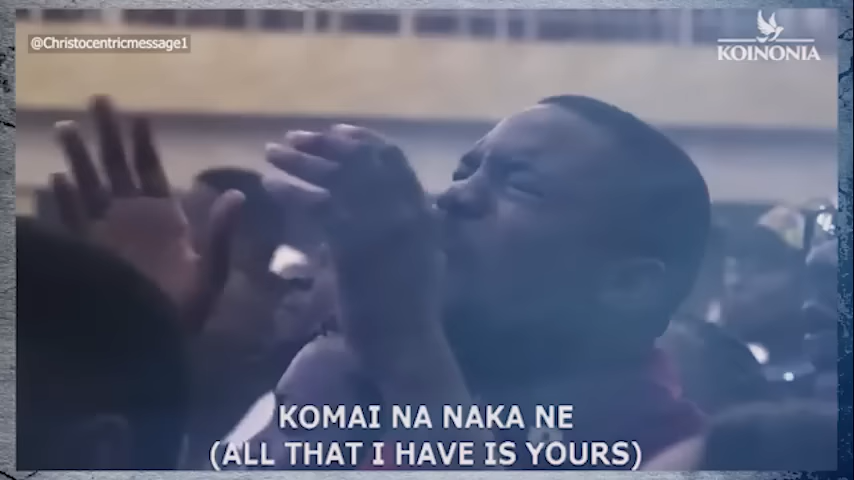 @Christocentricmessage1
KOINONIA
KOMAI NA NAKA NE
(ALL THAT I HAVE IS YOURS)